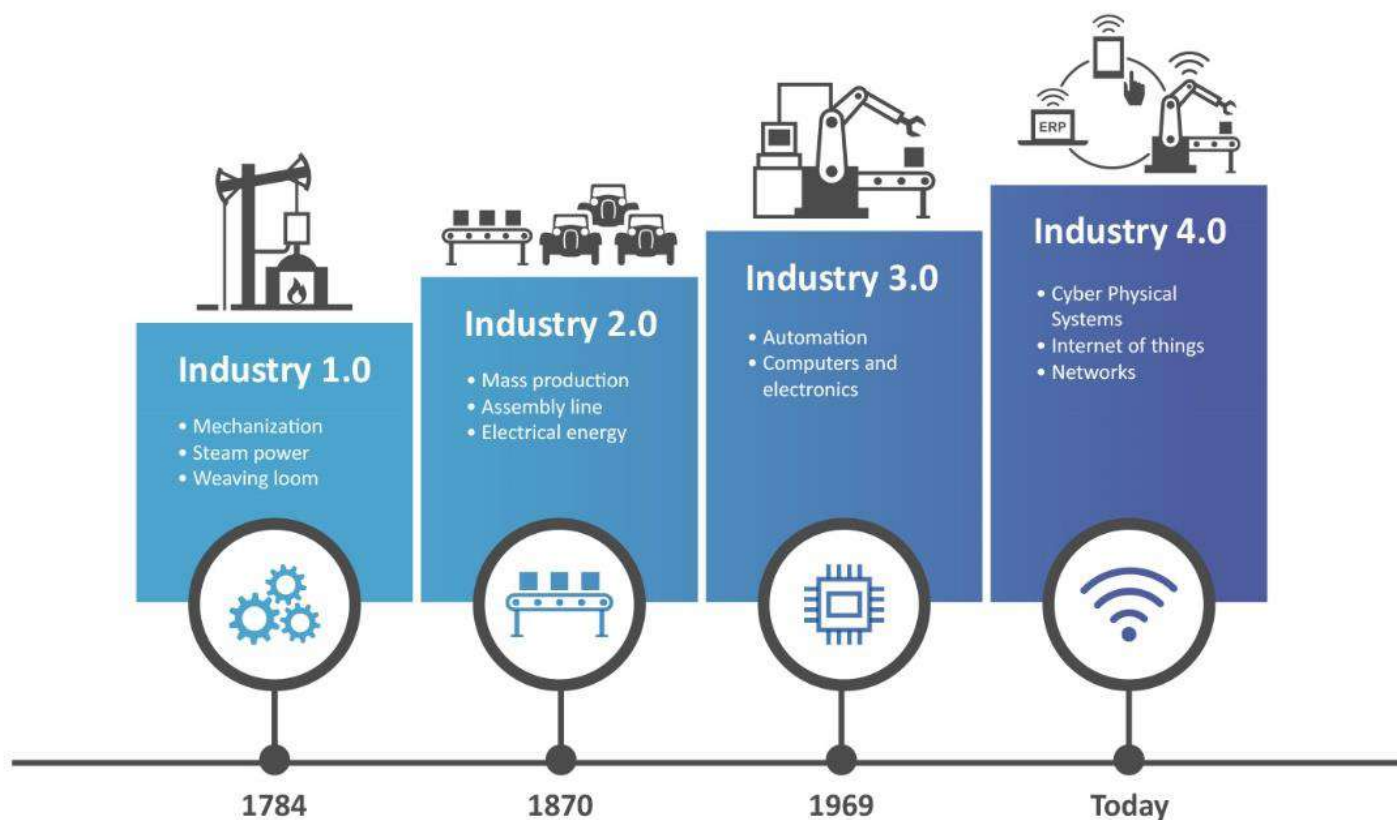 ERP
Industry 1.0
• Mechanization
• Steam power
• Weaving loom
Industry 2.0
• Mass production
• Assembly line
• Electrical energy
Industry 3.0
• Automation
• Computers and
electronics
Industry 4.0
• Cyber Physical
Systems
• Internet of things
• Networks
1784
1870
1969
Today